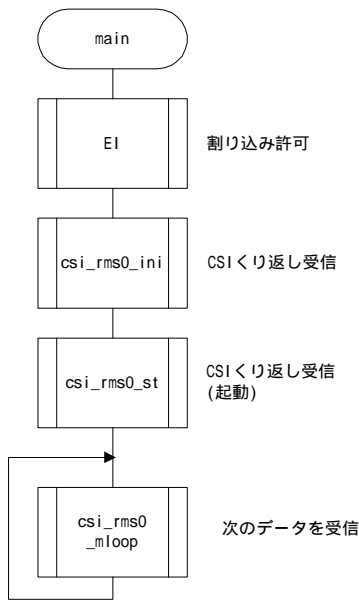 main
EI
割り込み許可
csi_rms0_ini
CSIくり返し受信
csi_rms0_st
CSIくり返し受信
(起動)
csi_rms0
_mloop
次のデータを受信